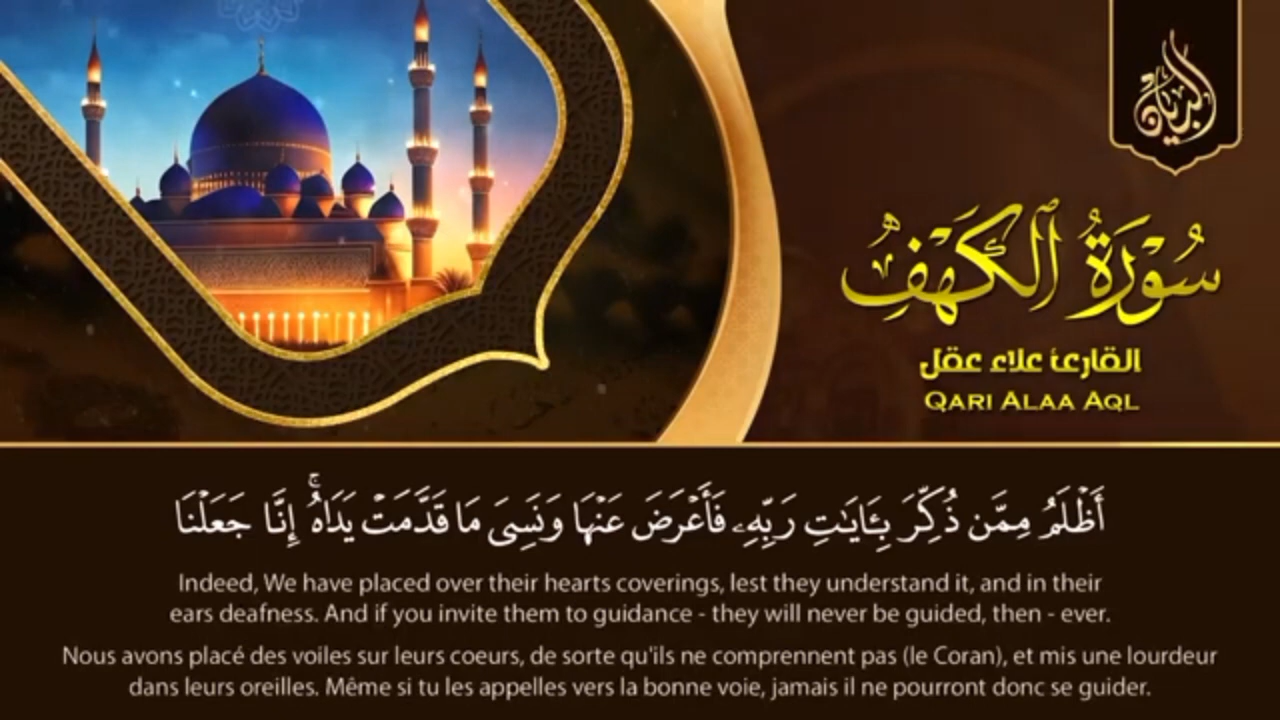 البيان
سُورَةُ ٱلْكَهْفِ
القارئ علاء عقل
QARI ALAA AQL
أَظْلَمُ مِمَّن ذُكِّرَ بِـَٔايَـٰتِ رَبِّهِۦ فَأَعْرَضَ عَنْهَا وَنَسِىَ مَا قَدَّمَتْ يَدَاهُ ۚ إِنَّا جَعَلْنَا
Indeed, We have placed over their hearts coverings, lest they understand it, and in their
ears deafness. And if you invite them to guidance - they will never be guided, then - ever.
Nous avons placé des voiles sur leurs coeurs, de sorte qu'ils ne comprennent pas (le Coran), et mis une lourdeur
dans leurs oreilles. Même si tu les appelles vers la bonne voie, jamais il ne pourront donc se guider.